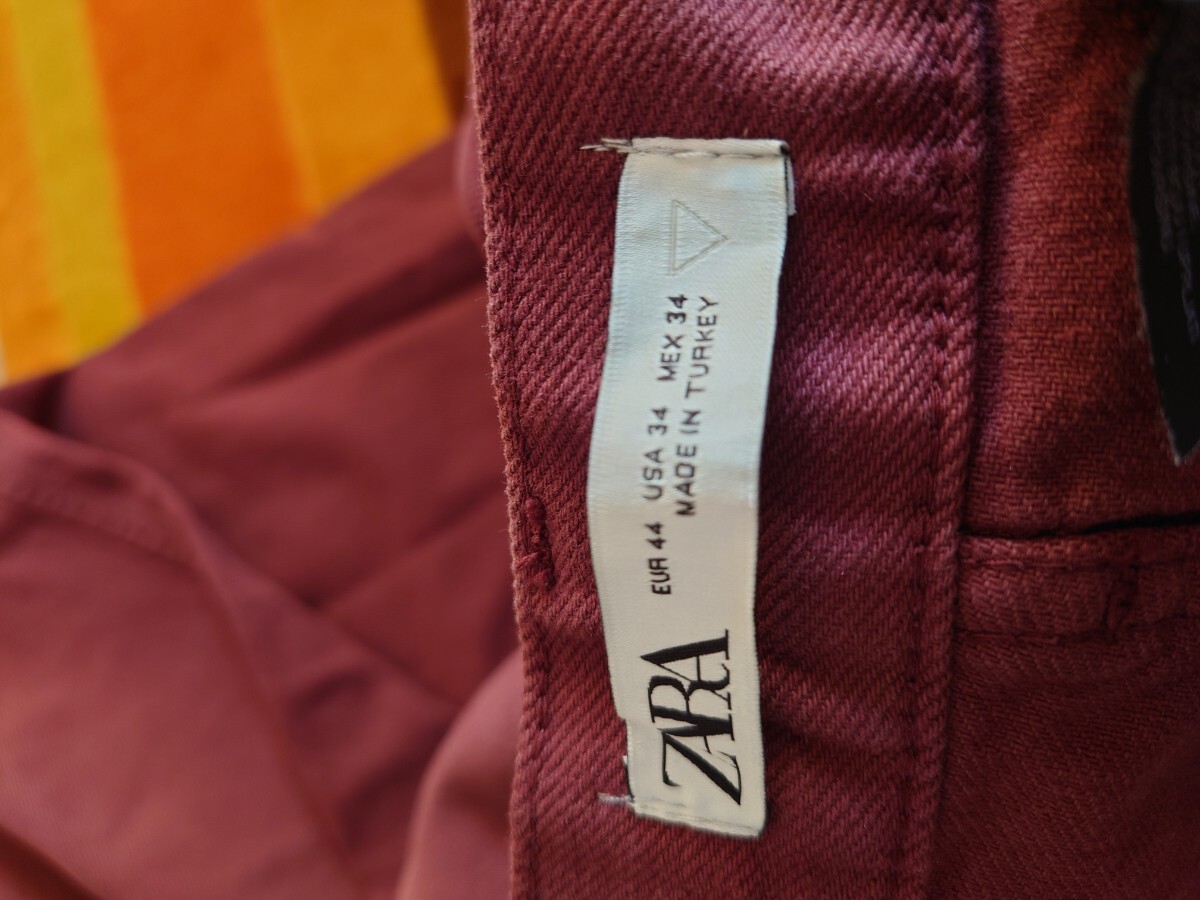 ZARA
EUR 44 USA 34 MEX 34
MADE IN TURKEY